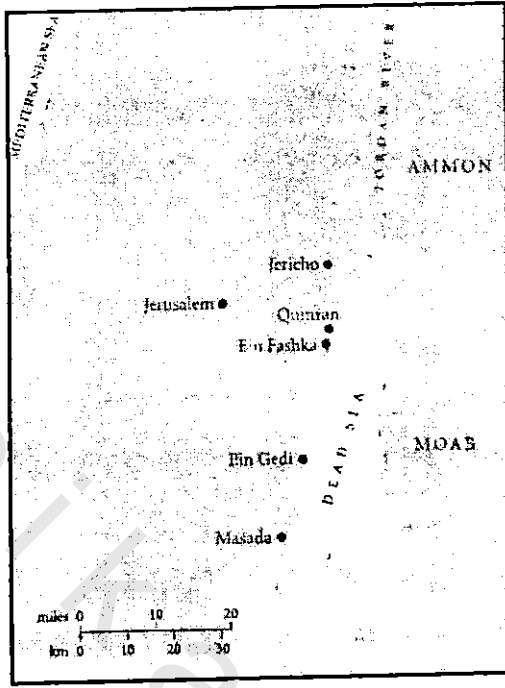 MEDITERRANEAN SEA
JORDAN RIVER
AMMON
Jericho
Jerusalem
Qumran
Ein Fashka
DEAD SEA
MOAB
Ein Gedi
Masada
miles 0 10 20
km 0 10 20 30